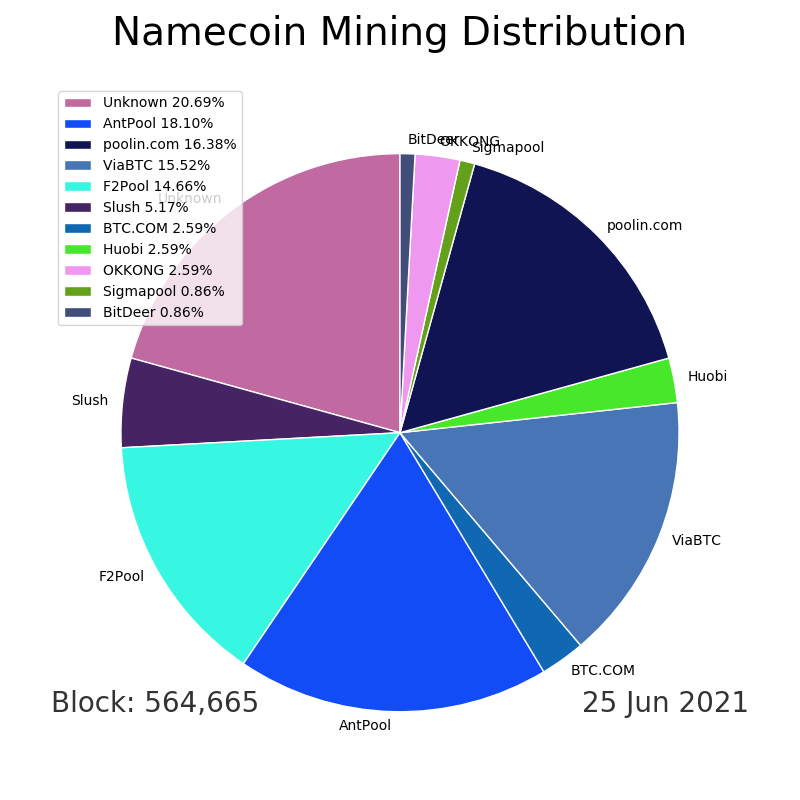 Namecoin Mining Distribution
Unknown 20.69%
AntPool 18.10%
poolin.com 16.38%
ViaBTC 15.52%
F2Pool 14.66%
Slush 5.17%
BTC.COM 2.59%
Huobi 2.59%
OKKONG 2.59%
Sigmapool 0.86%
BitDeer 0.86%
Unknown
BitDeer
OKKONG
Sigmapool
poolin.com
Huobi
Slush
ViaBTC
F2Pool
BTC.COM
AntPool
Block: 564,665
25 Jun 2021